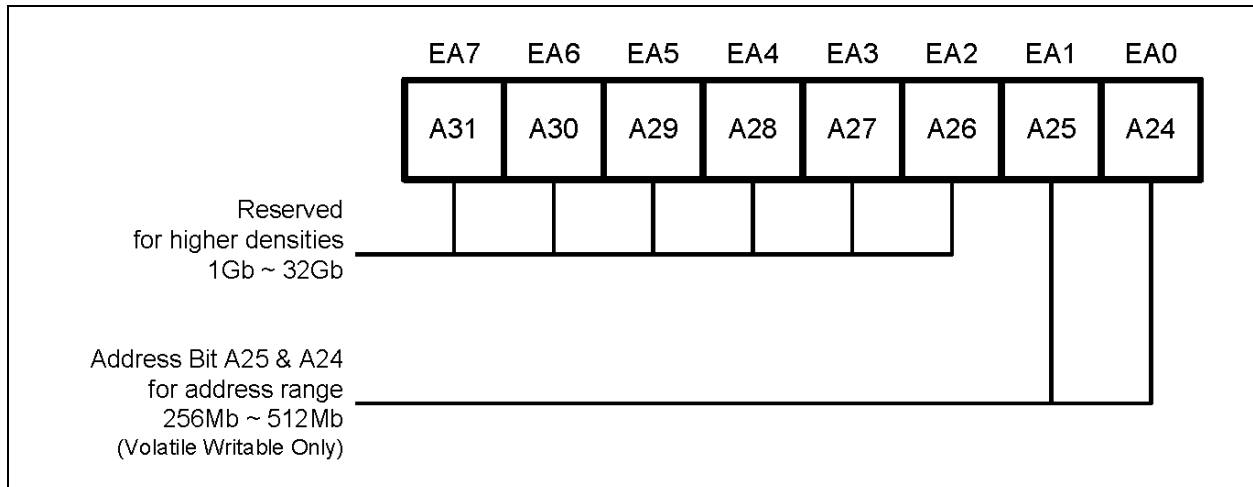 EA7 EA6 EA5 EA4 EA3 EA2 EA1 EA0
A31 A30 A29 A28 A27 A26 A25 A24
Reserved
for higher densities
1Gb ~ 32Gb
Address Bit A25 & A24
for address range
256Mb ~ 512Mb
(Volatile Writable Only)